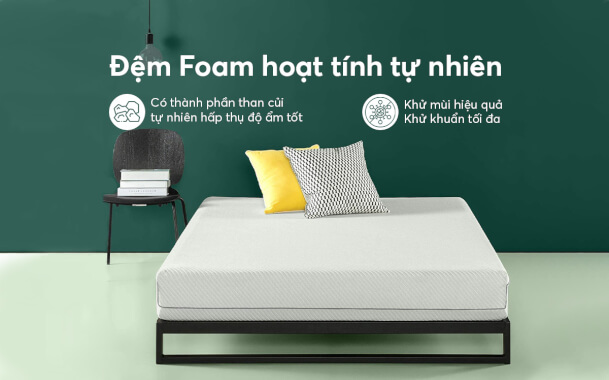 Đệm Foam hoạt tính tự nhiên
Có thành phần than củi
tự nhiên hấp thụ độ ẩm tốt
Khử mùi hiệu quả
Khử khuẩn tối đa